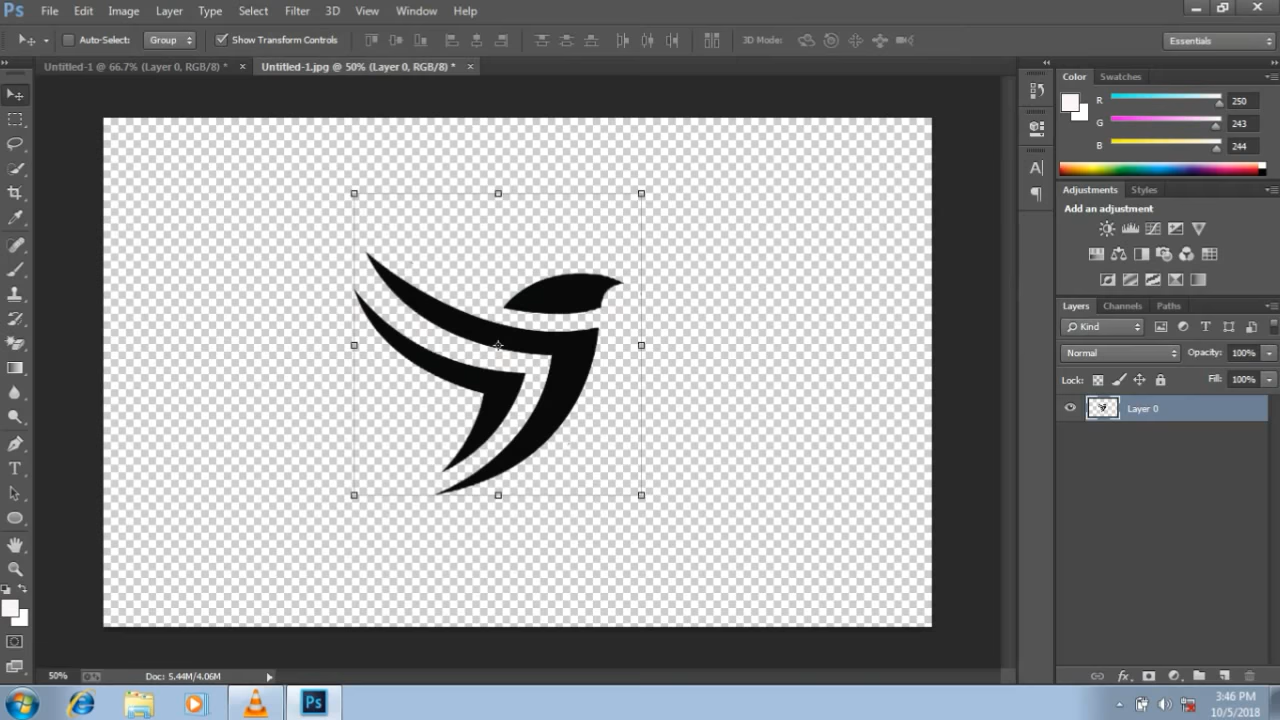 Ps File Edit Image Layer Type Select Filter 3D View Window Help
Auto-Select: Group Show Transform Controls 3D Mode: Essentials
Untitled-1 @ 66.7% (Layer 0, RGB/8) * × Untitled-1.jpg @ 50% (Layer 0, RGB/8) * ×
Color Swatches
R 250
G 243
B 244
Adjustments Styles
Add an adjustment
Layers Channels Paths
Kind T
Normal Opacity: 100%
Lock: Fill: 100%
Layer 0
A
T
50% Doc: 5.44M/4.06M
fx
Ps
3:46 PM
10/5/2018